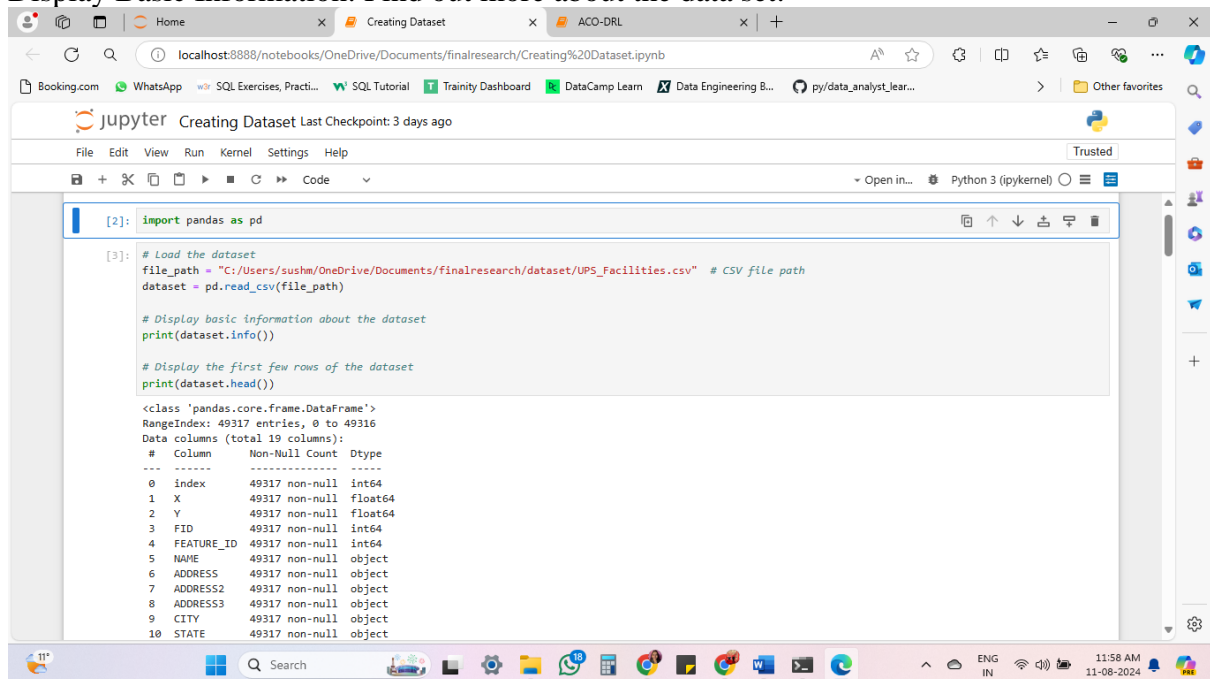 Display Basic Information: Find out more about the data set.
Home
Creating Dataset
ACO-DRL
localhost:8888/notebooks/OneDrive/Documents/finalresearch/Creating%20Dataset.ipynb
Booking.com WhatsApp SQL Exercises, Practi... SQL Tutorial Trainity Dashboard DataCamp Learn Data Engineering B... py/data_analyst_lear... Other favorites
jupyter Creating Dataset Last Checkpoint: 3 days ago
File Edit View Run Kernel Settings Help Trusted
Code Open in... Python 3 (ipykernel)
[2]: import pandas as pd
[3]: # Load the dataset
file_path = "C:/Users/sushm/OneDrive/Documents/finalresearch/dataset/UPS_Facilities.csv" # CSV file path
dataset = pd.read_csv(file_path)
# Display basic information about the dataset
print(dataset.info())
# Display the first few rows of the dataset
print(dataset.head())
<class 'pandas.core.frame.DataFrame'>
RangeIndex: 49317 entries, 0 to 49316
Data columns (total 19 columns):
# Column Non-Null Count Dtype
--- ------ -------------- -----
0 index 49317 non-null int64
1 X 49317 non-null float64
2 Y 49317 non-null float64
3 FID 49317 non-null int64
4 FEATURE_ID 49317 non-null int64
5 NAME 49317 non-null object
6 ADDRESS 49317 non-null object
7 ADDRESS2 49317 non-null object
8 ADDRESS3 49317 non-null object
9 CITY 49317 non-null object
10 STATE 49317 non-null object
11° Search 18 ENG 11:58 AM
IN 11-08-2024